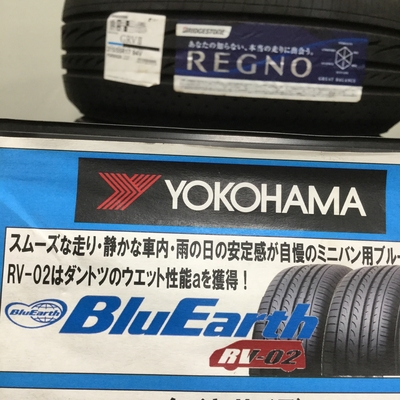 BRIDGESTONE
あなたの知らない、本当の走りに出会う。
REGNO
GREAT BALANCE
YOKOHAMA
スムーズな走り・静かな車内・雨の日の安定感が自慢のミニバン用ブルー
RV-02はダントツのウエット性能aを獲得！
BluEarth
BluEarth
RV-02